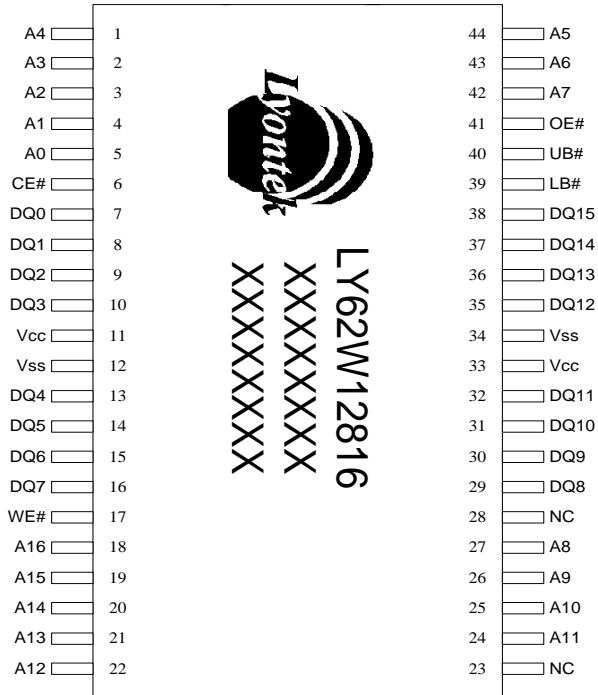 A4 1 44 A5
A3 2 43 A6
A2 3 42 A7
A1 4 41 OE#
A0 5 40 UB#
CE# 6 39 LB#
DQ0 7 38 DQ15
DQ1 8 37 DQ14
DQ2 9 36 DQ13
DQ3 10 35 DQ12
Vcc 11 34 Vss
Vss 12 33 Vcc
DQ4 13 32 DQ11
DQ5 14 31 DQ10
DQ6 15 30 DQ9
DQ7 16 29 DQ8
WE# 17 28 NC
A16 18 27 A8
A15 19 26 A9
A14 20 25 A10
A13 21 24 A11
A12 22 23 NC
Lyontek
LY62W12816
XXXXXXXX
XXXXXXXX